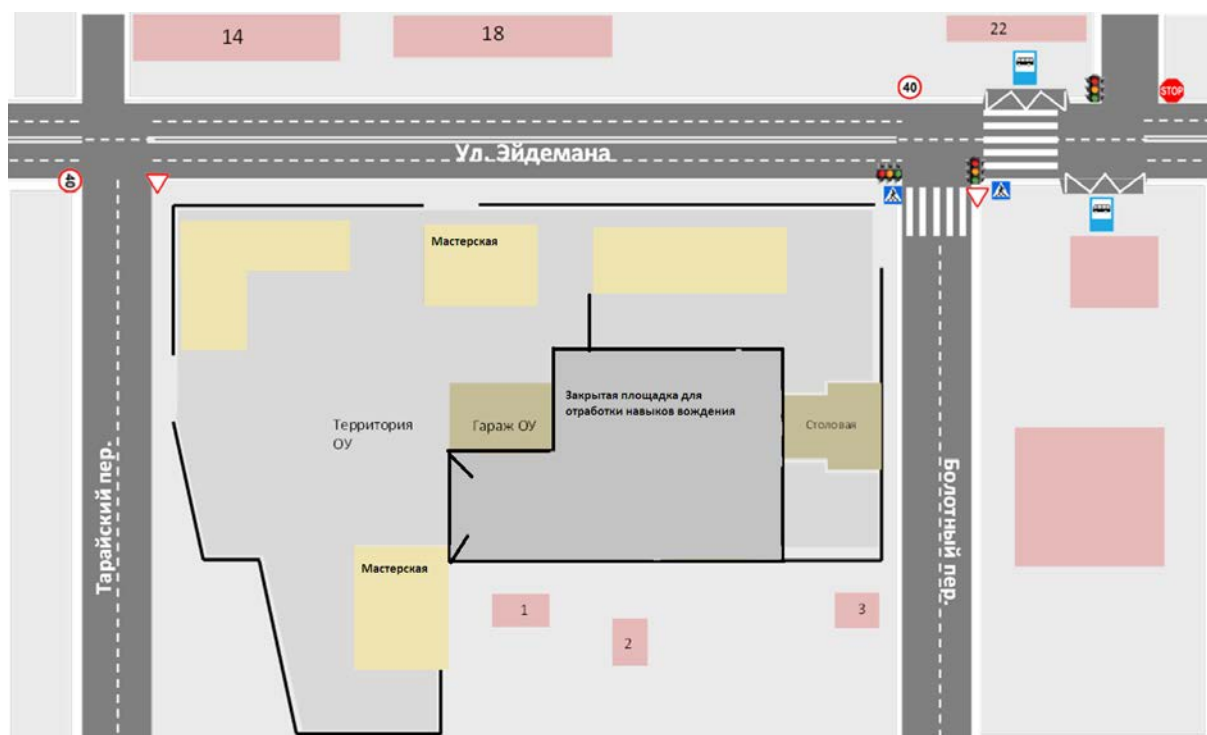 14
18
22
40
STOP
Ул. Эйдемана
40
Мастерская
Закрытая площадка для
отработки навыков вождения
Территория
ОУ
Гараж ОУ
Столовая
Тарайский пер.
Болотный пер.
Мастерская
1
2
3